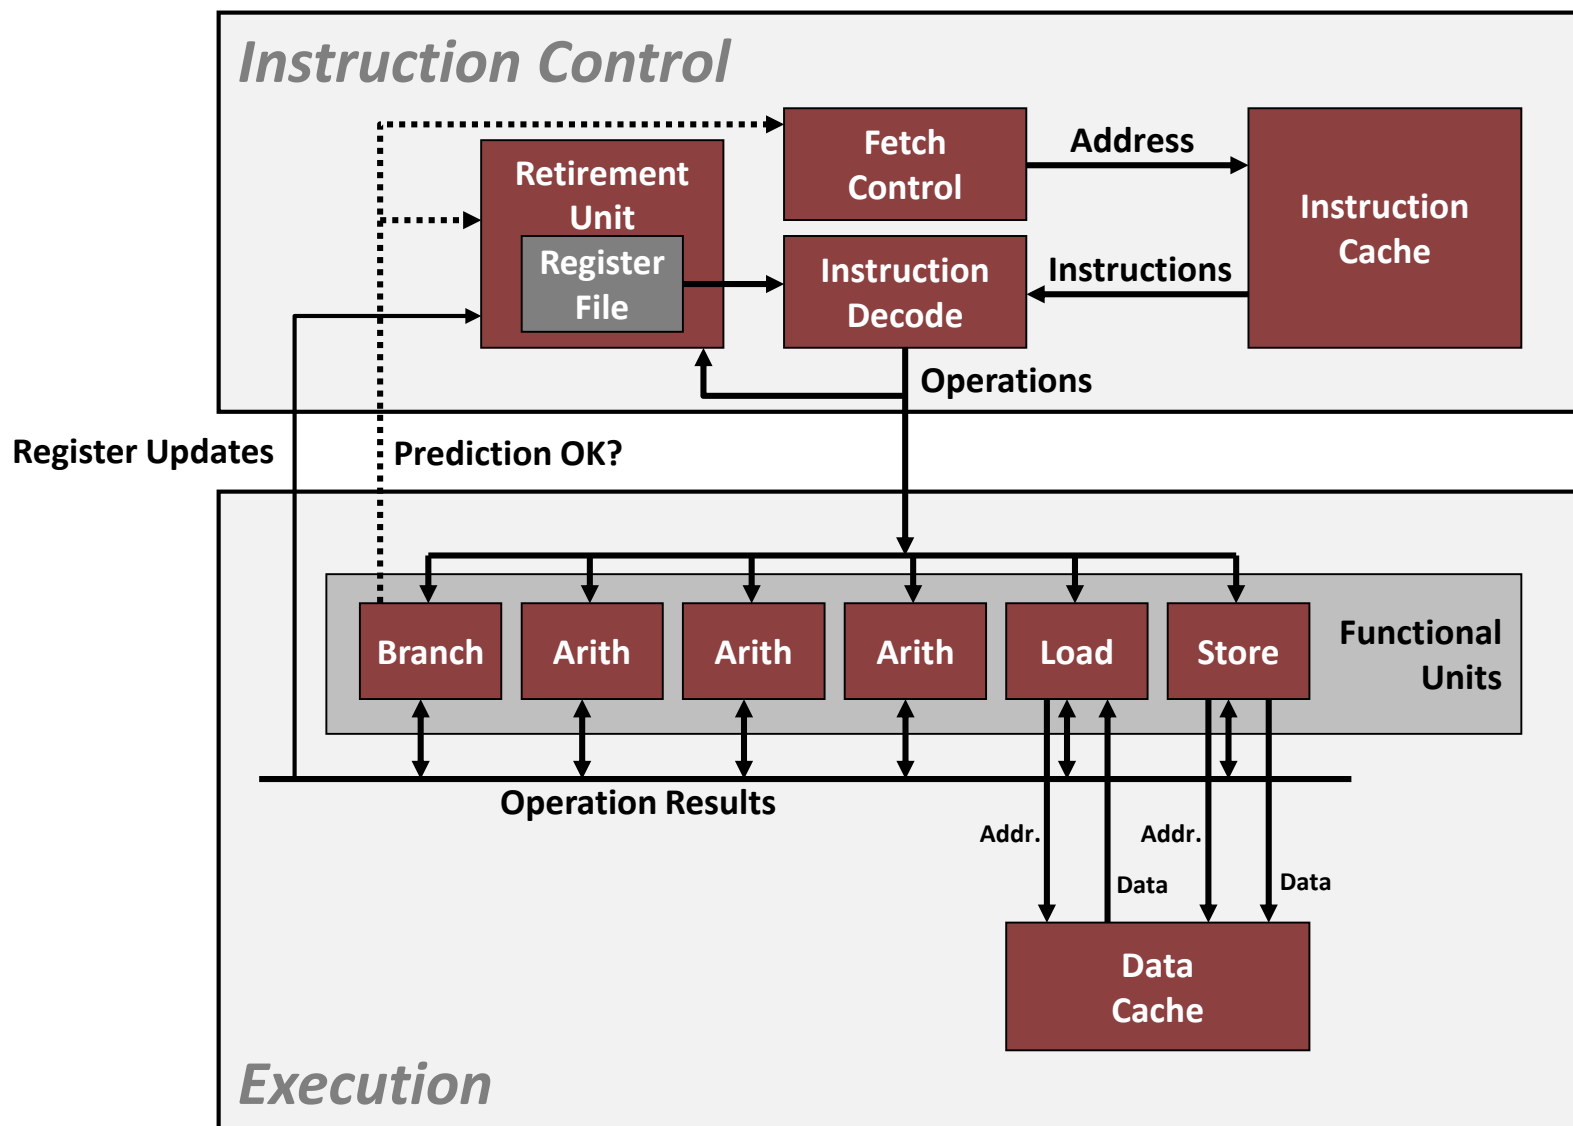 Instruction Control
Fetch
Control
Address
Instruction
Cache
Retirement
Unit
Register
File
Instruction
Decode
Instructions
Operations
Register Updates
Prediction OK?
Branch
Arith
Arith
Arith
Load
Store
Functional
Units
Operation Results
Addr.
Data
Addr.
Data
Data
Cache
Execution